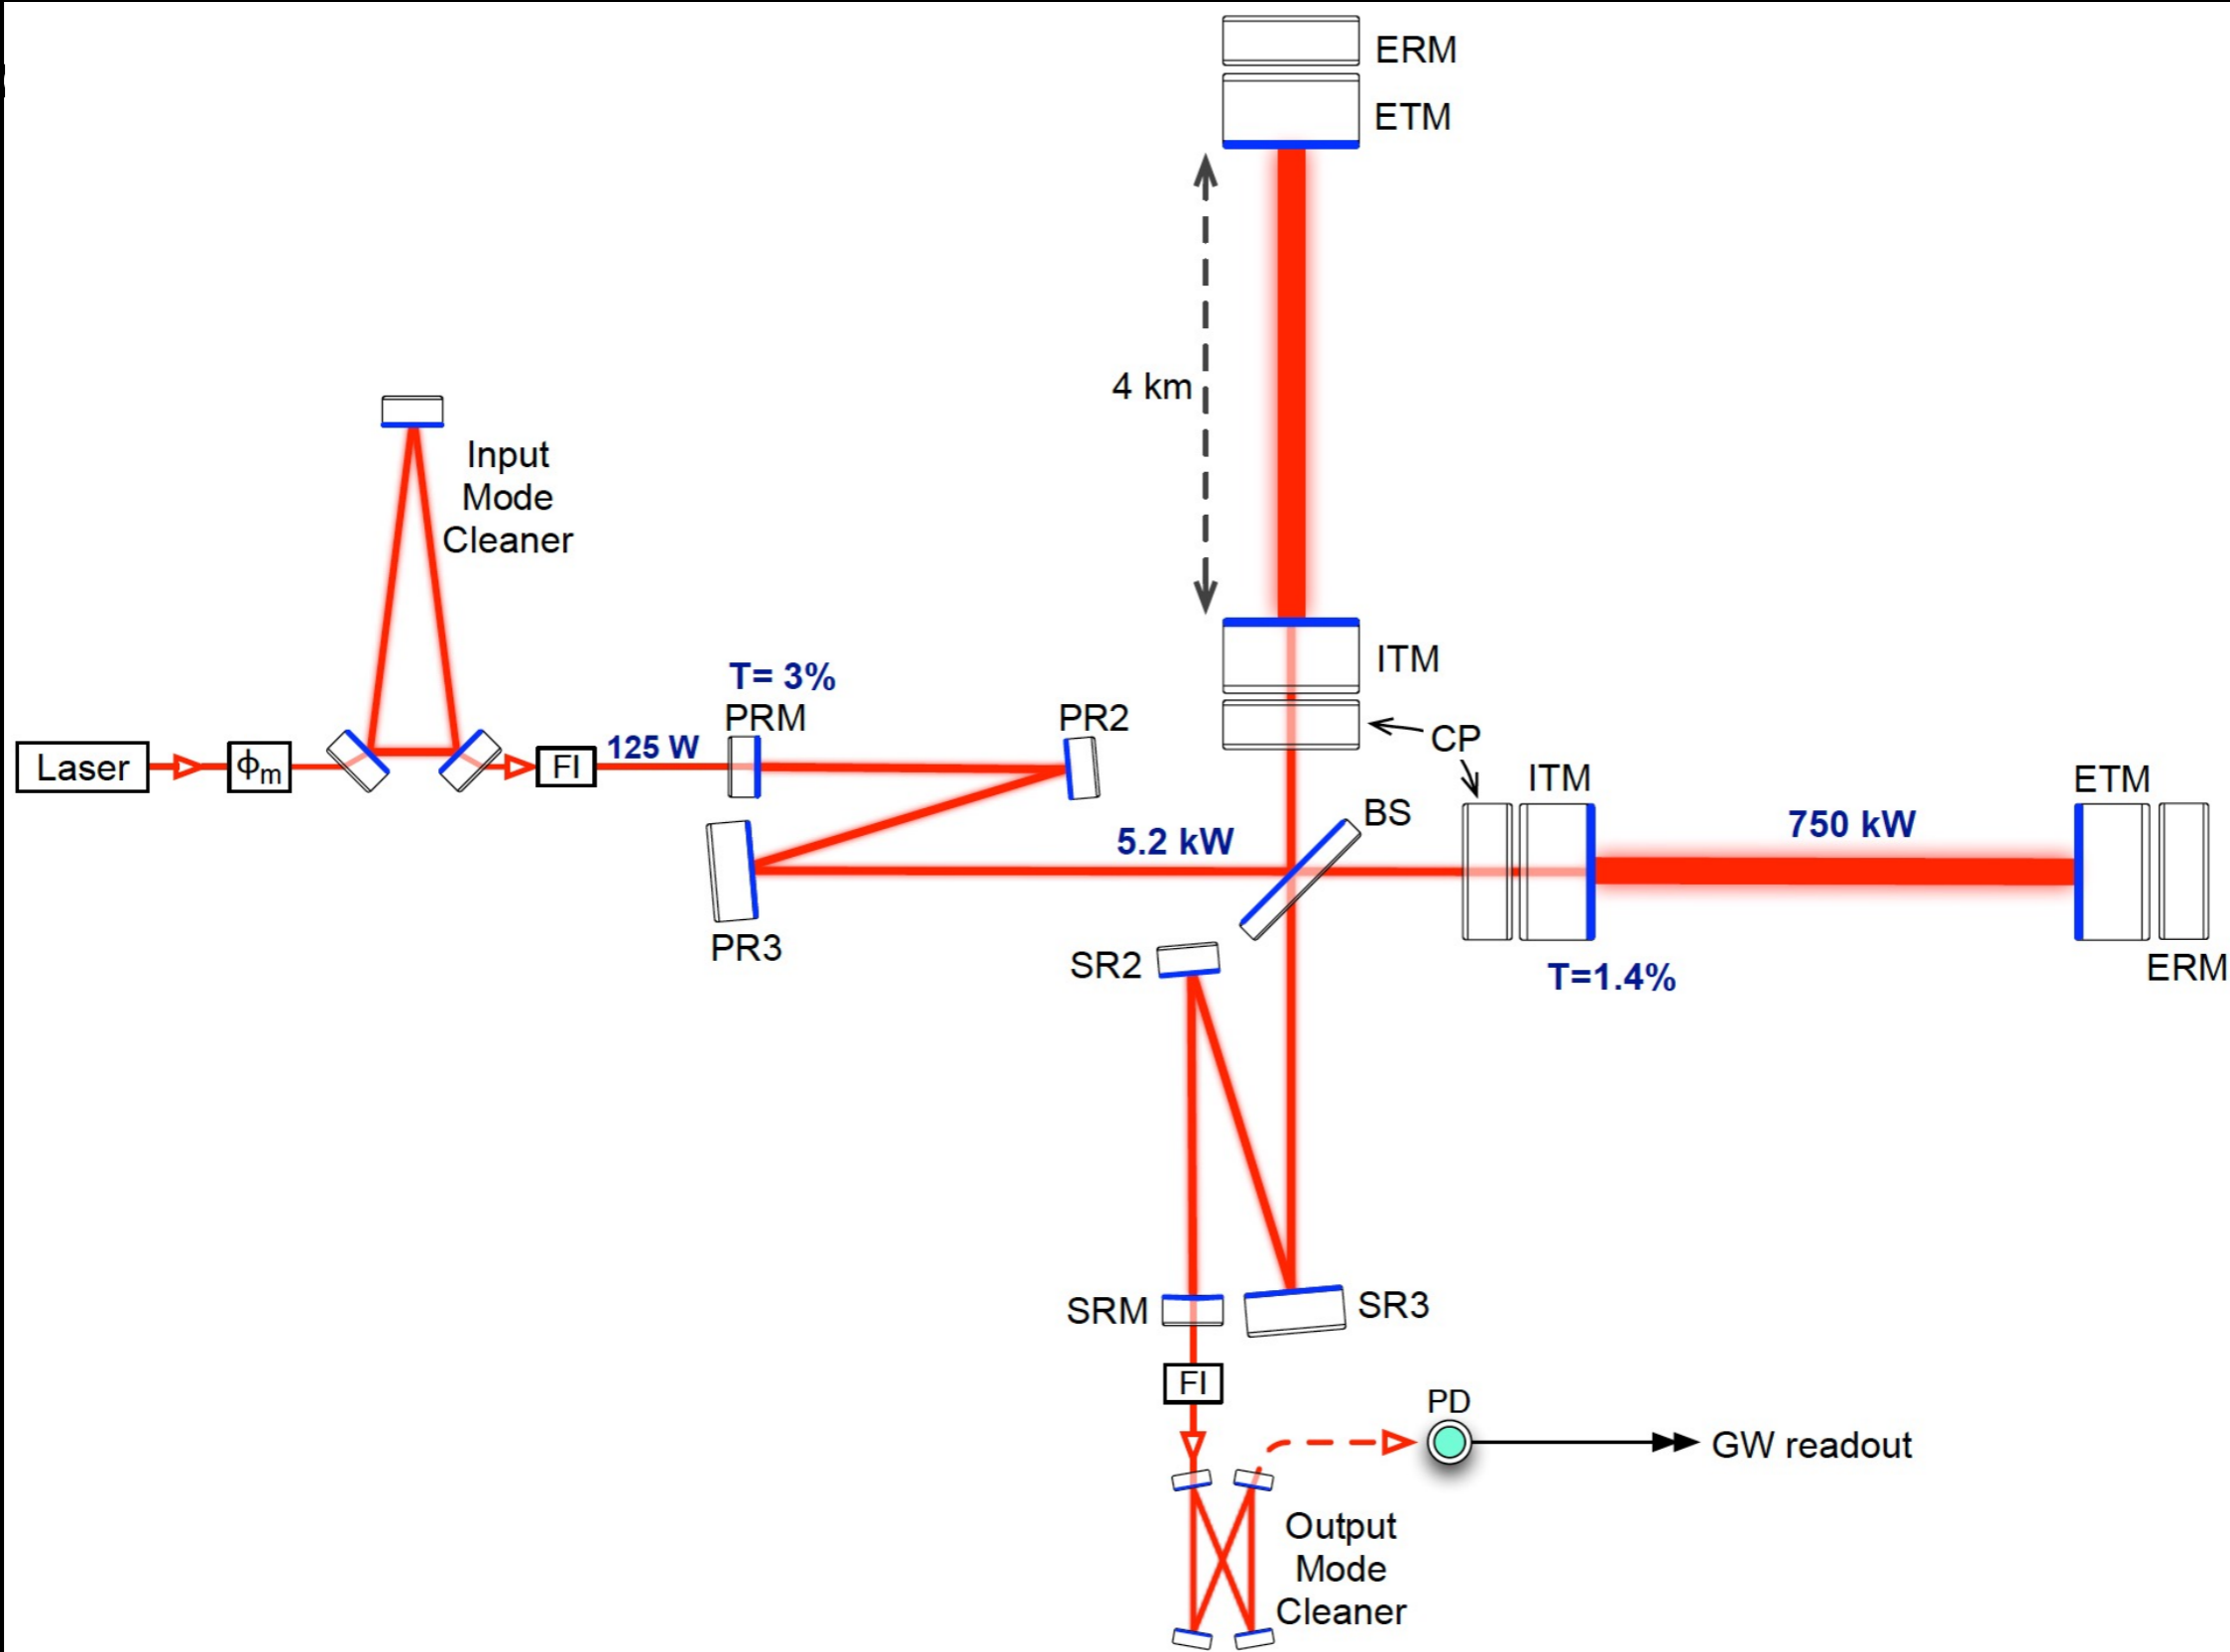 ERM
ETM
4 km
Input
Mode
Cleaner
ITM
T= 3%
PRM
PR2
CP
Laser
ϕm
FI
125 W
ITM
ETM
BS
5.2 kW
750 kW
PR3
SR2
T=1.4%
ERM
SRM
SR3
FI
PD
GW readout
Output
Mode
Cleaner